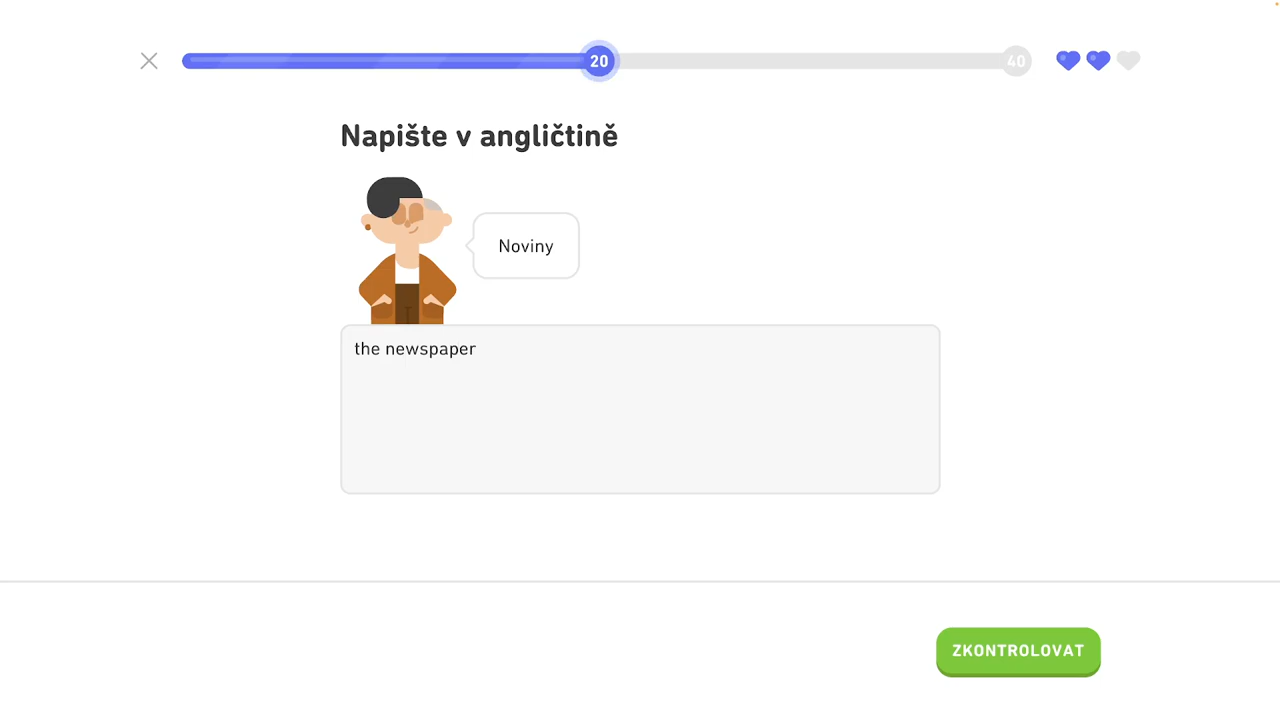 20
40
Napište v angličtině
Noviny
the newspaper
ZKONTROLOVAT